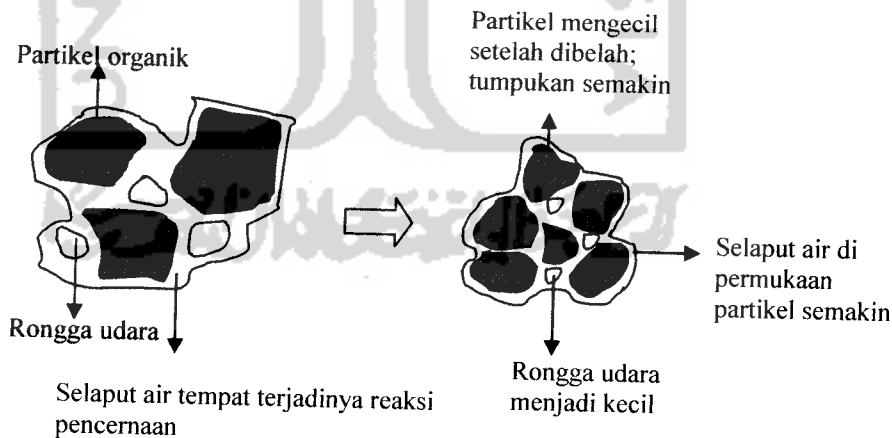 Partikel organik
Rongga udara
Selaput air tempat terjadinya reaksi
pencernaan
Partikel mengecil
setelah dibelah;
tumpukan semakin
Selaput air di
permukaan
partikel semakin
Rongga udara
menjadi kecil